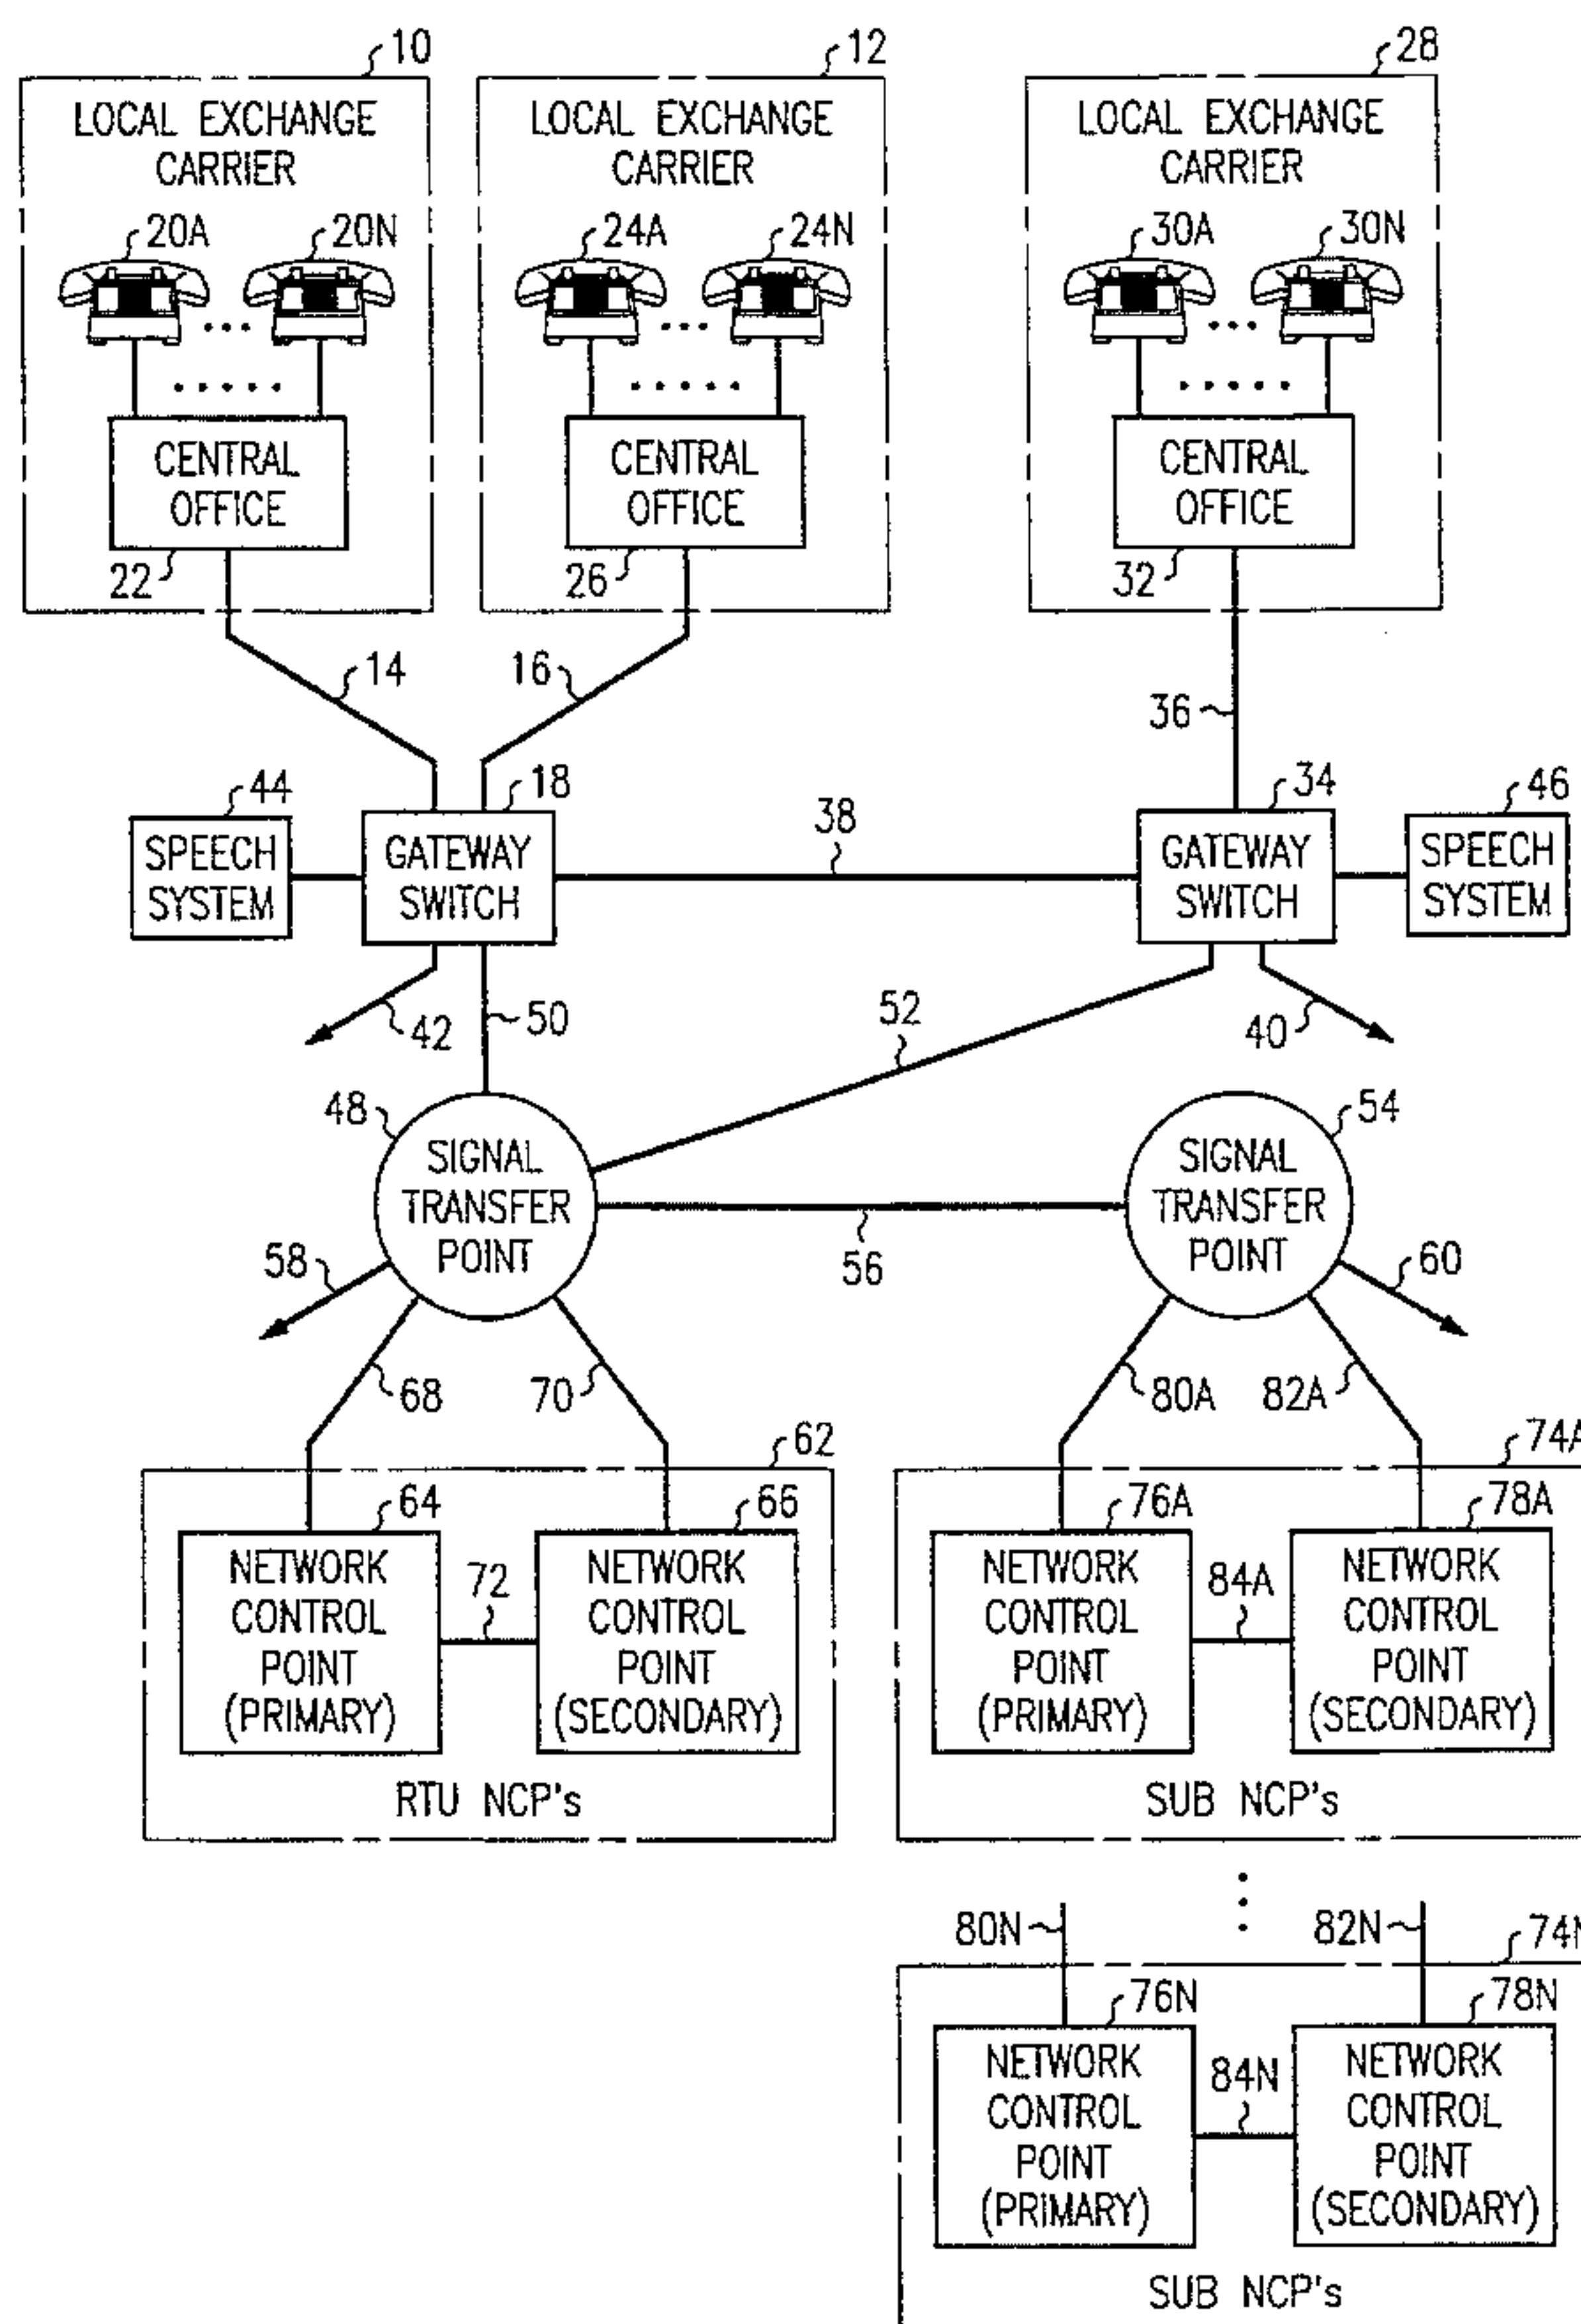 10
12
28
LOCAL EXCHANGE
CARRIER
LOCAL EXCHANGE
CARRIER
LOCAL EXCHANGE
CARRIER
20A
20N
24A
24N
30A
30N
CENTRAL
OFFICE
CENTRAL
OFFICE
CENTRAL
OFFICE
22
26
32
14
16
36
44
18
38
34
46
SPEECH
SYSTEM
GATEWAY
SWITCH
GATEWAY
SWITCH
SPEECH
SYSTEM
42
50
52
40
48
54
SIGNAL
TRANSFER
POINT
SIGNAL
TRANSFER
POINT
58
56
60
68
70
80A
82A
62
74A
64
66
76A
78A
NETWORK
CONTROL
POINT
(PRIMARY)
72
NETWORK
CONTROL
POINT
(SECONDARY)
NETWORK
CONTROL
POINT
(PRIMARY)
84A
NETWORK
CONTROL
POINT
(SECONDARY)
RTU NCP's
SUB NCP's
80N
82N
74N
76N
78N
NETWORK
CONTROL
POINT
(PRIMARY)
84N
NETWORK
CONTROL
POINT
(SECONDARY)
SUB NCP's